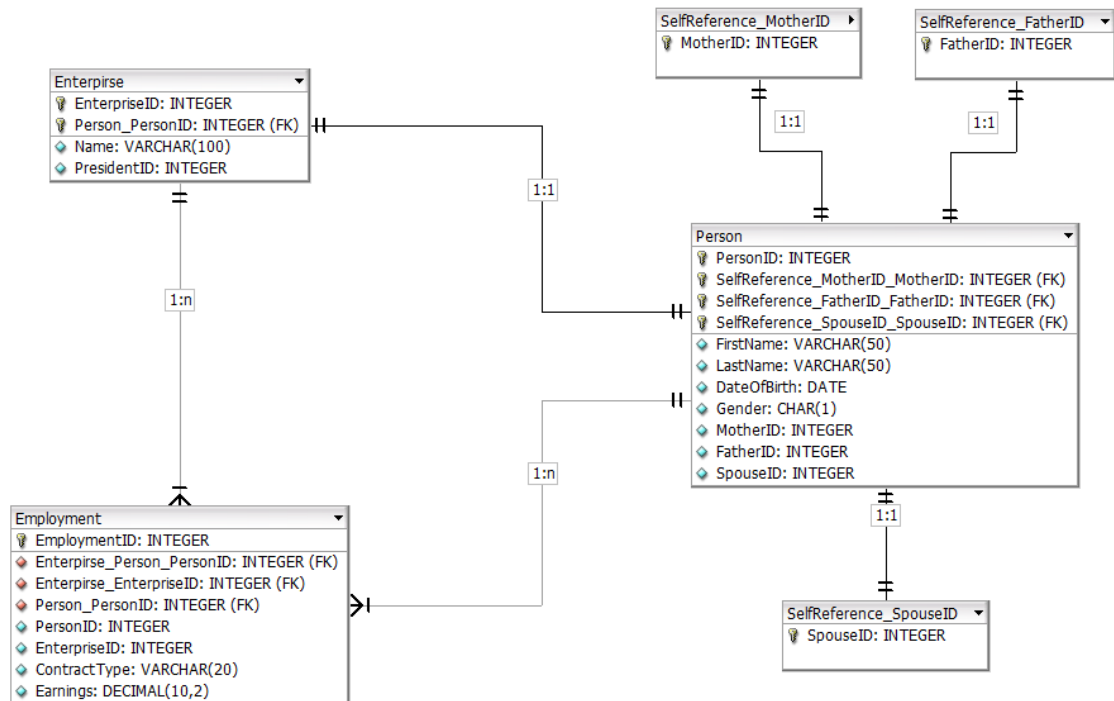 SelfReference_MotherID
MotherID: INTEGER
SelfReference_FatherID
FatherID: INTEGER
Enterpirse
EnterpriseID: INTEGER
Person_PersonID: INTEGER (FK)
Name: VARCHAR(100)
PresidentID: INTEGER
1:1
1:1
1:1
Person
PersonID: INTEGER
SelfReference_MotherID_MotherID: INTEGER (FK)
SelfReference_FatherID_FatherID: INTEGER (FK)
SelfReference_SpouseID_SpouseID: INTEGER (FK)
FirstName: VARCHAR(50)
LastName: VARCHAR(50)
DateOfBirth: DATE
Gender: CHAR(1)
MotherID: INTEGER
FatherID: INTEGER
SpouseID: INTEGER
1:n
1:n
1:1
Employment
EmploymentID: INTEGER
Enterpirse_Person_PersonID: INTEGER (FK)
Enterpirse_EnterpriseID: INTEGER (FK)
Person_PersonID: INTEGER (FK)
PersonID: INTEGER
EnterpriseID: INTEGER
ContractType: VARCHAR(20)
Earnings: DECIMAL(10,2)
SelfReference_SpouseID
SpouseID: INTEGER